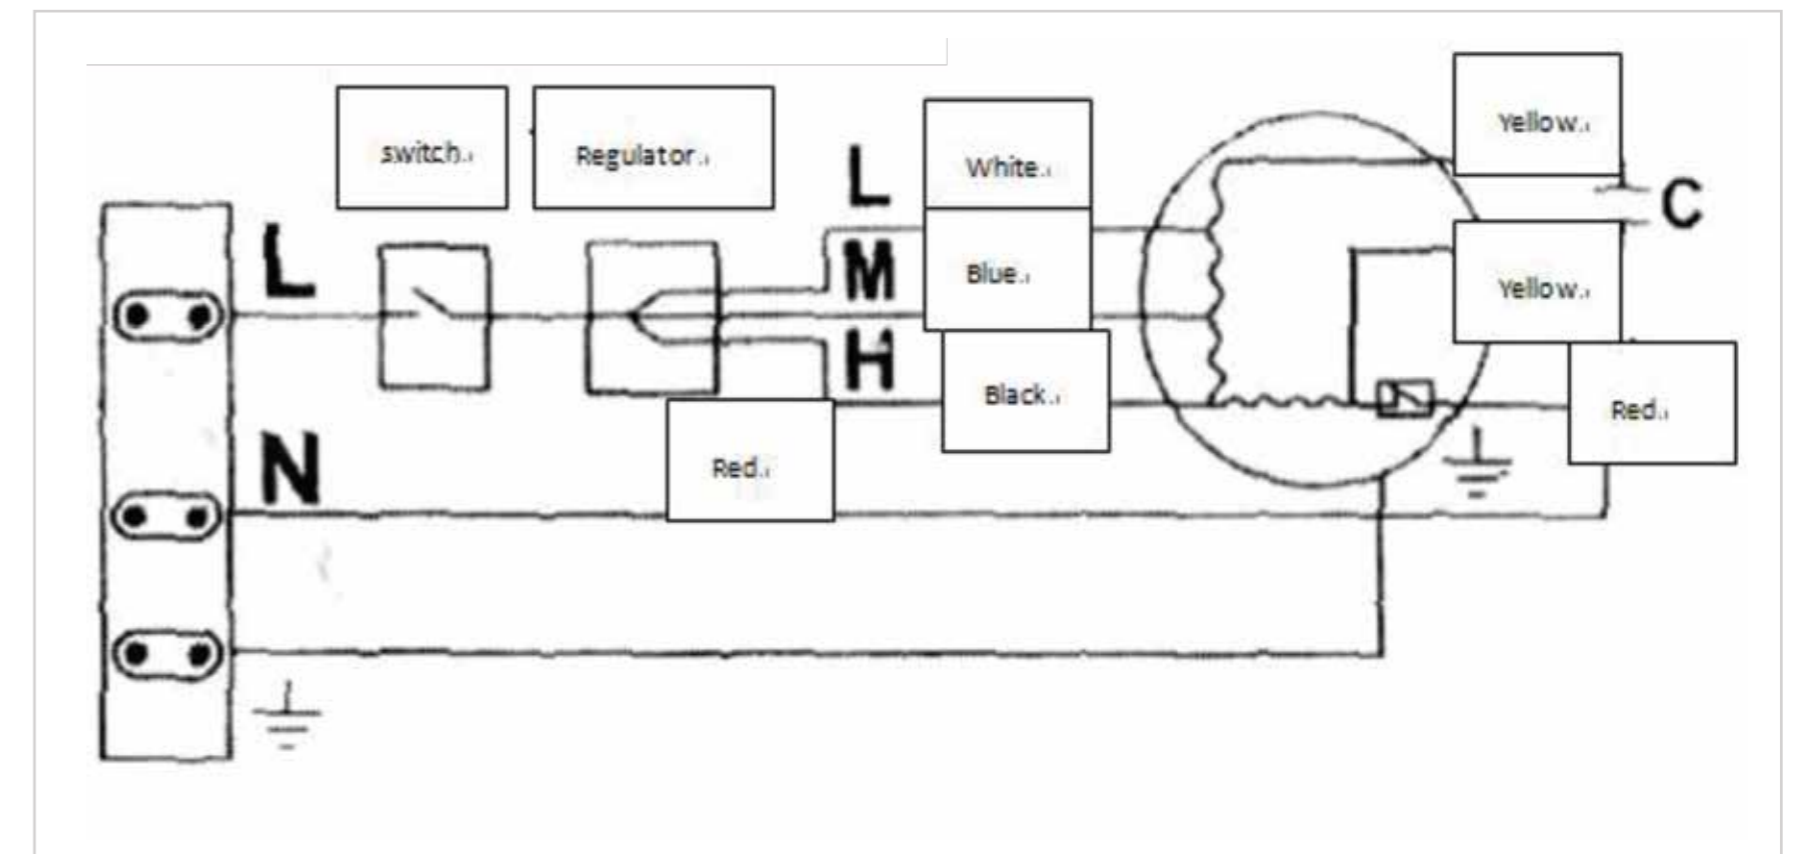 switch.
Regulator.
L
White.
Yellow.
C
L
M
Blue.
Yellow.
H
Black.
Red.
N
Red.